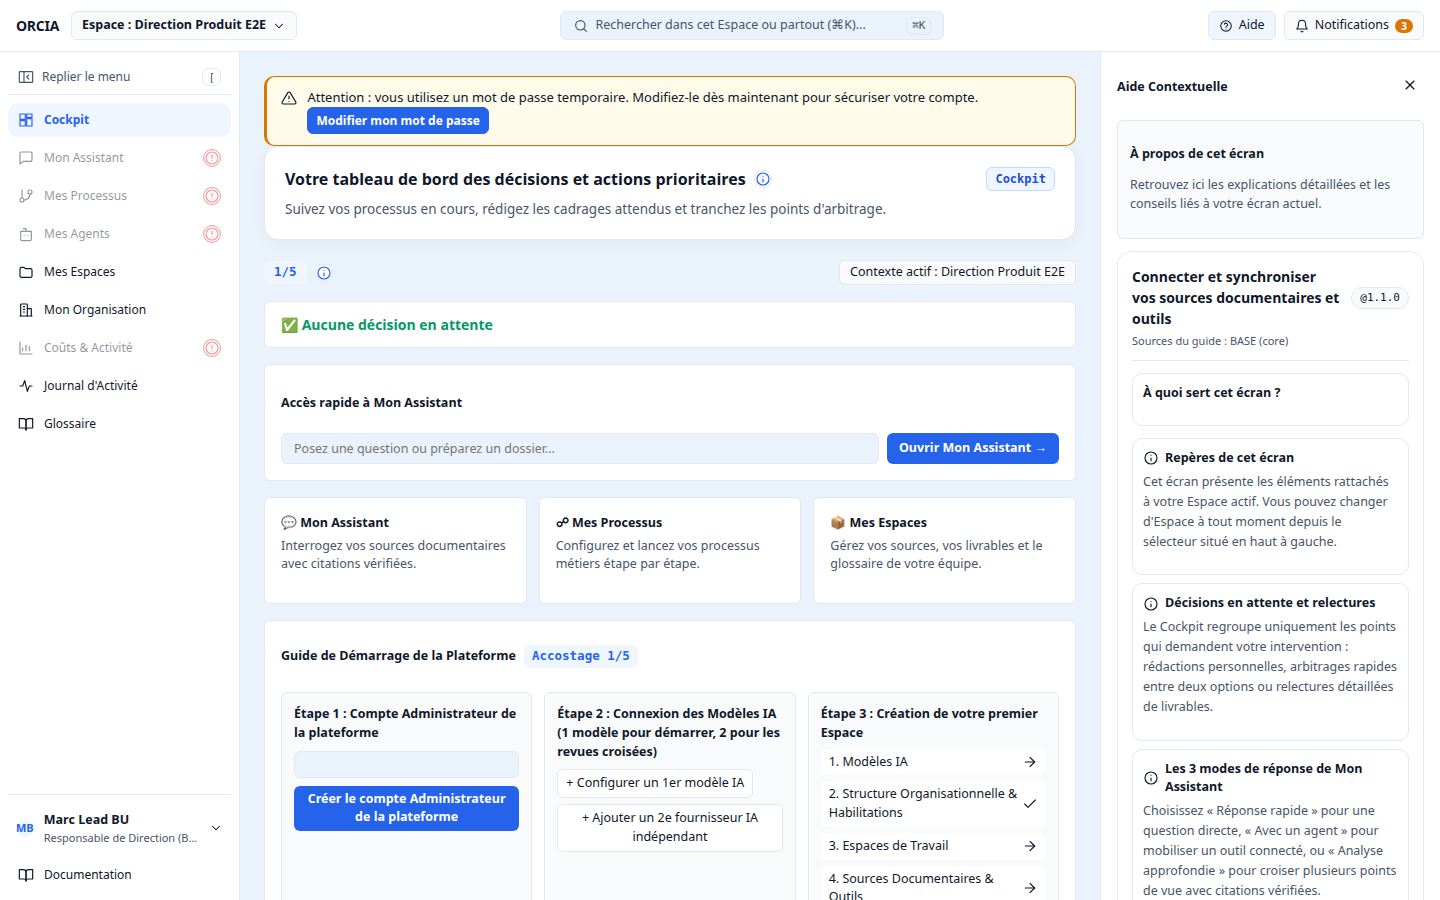 ORCIA
Espace : Direction Produit E2E
Rechercher dans cet Espace ou partout (⌘K)...
⌘K
Aide
Notifications 3
Replier le menu
[
Cockpit
Mon Assistant
Mes Processus
Mes Agents
Mes Espaces
Mon Organisation
Coûts & Activité
Journal d'Activité
Glossaire
MB
Marc Lead BU
Responsable de Direction (B...
Documentation
Attention : vous utilisez un mot de passe temporaire. Modifiez-le dès maintenant pour sécuriser votre compte.
Modifier mon mot de passe
Votre tableau de bord des décisions et actions prioritaires
Cockpit
Suivez vos processus en cours, rédigez les cadrages attendus et tranchez les points d'arbitrage.
1/5
Contexte actif : Direction Produit E2E
✅ Aucune décision en attente
Accès rapide à Mon Assistant
Posez une question ou préparez un dossier...
Ouvrir Mon Assistant →
💬 Mon Assistant
Interrogez vos sources documentaires
avec citations vérifiées.
Mes Processus
Configurez et lancez vos processus
métiers étape par étape.
📦 Mes Espaces
Gérez vos sources, vos livrables et le
glossaire de votre équipe.
Guide de Démarrage de la Plateforme
Accostage 1/5
Étape 1 : Compte Administrateur de
la plateforme
Créer le compte Administrateur
de la plateforme
Étape 2 : Connexion des Modèles IA
(1 modèle pour démarrer, 2 pour les
revues croisées)
+ Configurer un 1er modèle IA
+ Ajouter un 2e fournisseur IA
indépendant
Étape 3 : Création de votre premier
Espace
1. Modèles IA
2. Structure Organisationnelle &
Habilitations
3. Espaces de Travail
4. Sources Documentaires &
Outils
Aide Contextuelle
À propos de cet écran
Retrouvez ici les explications détaillées et les
conseils liés à votre écran actuel.
Connecter et synchroniser
vos sources documentaires et
outils
@1.1.0
Sources du guide : BASE (core)
À quoi sert cet écran ?
Repères de cet écran
Cet écran présente les éléments rattachés
à votre Espace actif. Vous pouvez changer
d'Espace à tout moment depuis le
sélecteur situé en haut à gauche.
Décisions en attente et relectures
Le Cockpit regroupe uniquement les points
qui demandent votre intervention :
rédactions personnelles, arbitrages rapides
entre deux options ou relectures détaillées
de livrables.
Les 3 modes de réponse de Mon
Assistant
Choisissez « Réponse rapide » pour une
question directe, « Avec un agent » pour
mobiliser un outil connecté, ou « Analyse
approfondie » pour croiser plusieurs points
de vue avec citations vérifiées.